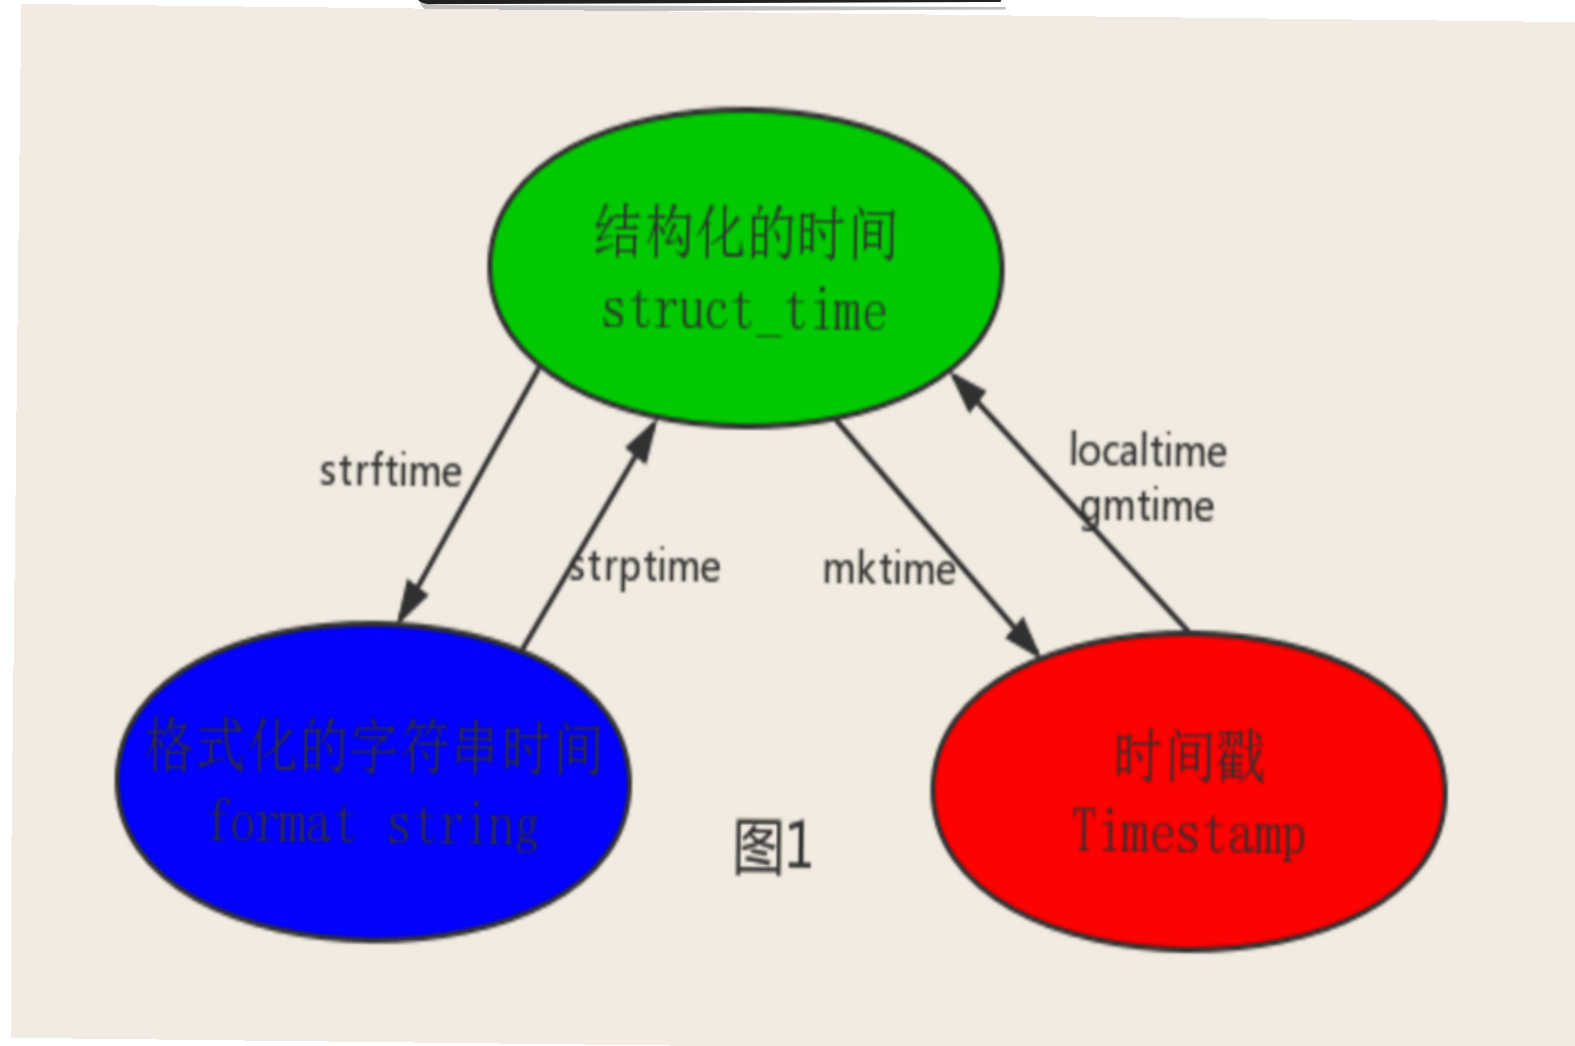 结构化的时间
struct_time
strftime
localtime
gmtime
strptime
mktime
格式化的字符串时间
format string
时间戳
Timestamp
图1